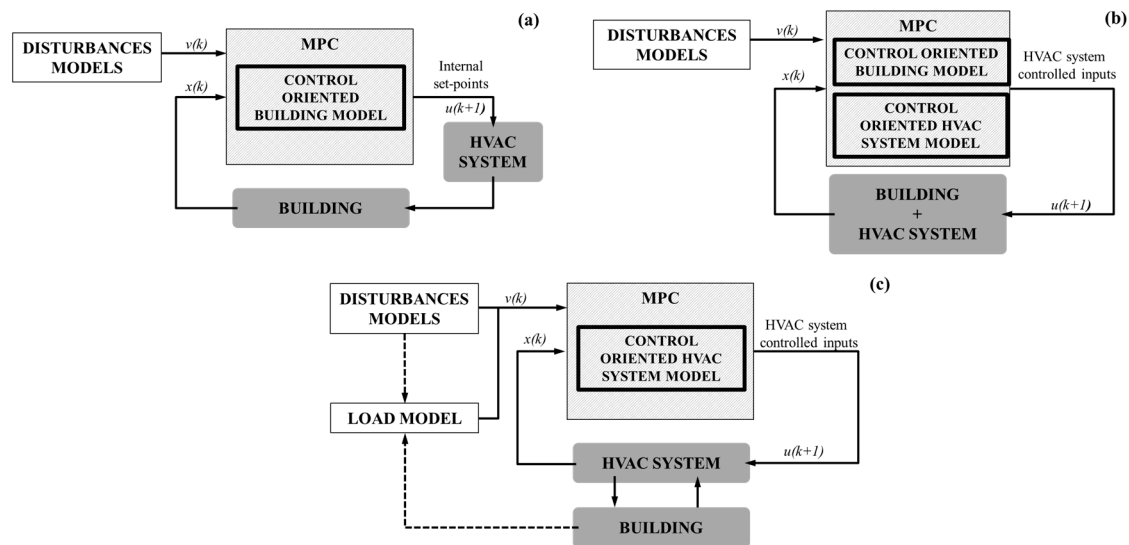 (a)
MPC
DISTURBANCES
MODELS
v(k)
x(k)
CONTROL
ORIENTED
BUILDING MODEL
Internal
set-points
u(k+1)
HVAC
SYSTEM
BUILDING
(b)
MPC
DISTURBANCES
MODELS
v(k)
x(k)
CONTROL ORIENTED
BUILDING MODEL
CONTROL
ORIENTED HVAC
SYSTEM MODEL
HVAC system
controlled inputs
BUILDING
+
HVAC SYSTEM
u(k+1)
(c)
DISTURBANCES
MODELS
v(k)
MPC
x(k)
CONTROL
ORIENTED HVAC
SYSTEM MODEL
HVAC system
controlled inputs
LOAD MODEL
u(k+1)
HVAC SYSTEM
BUILDING